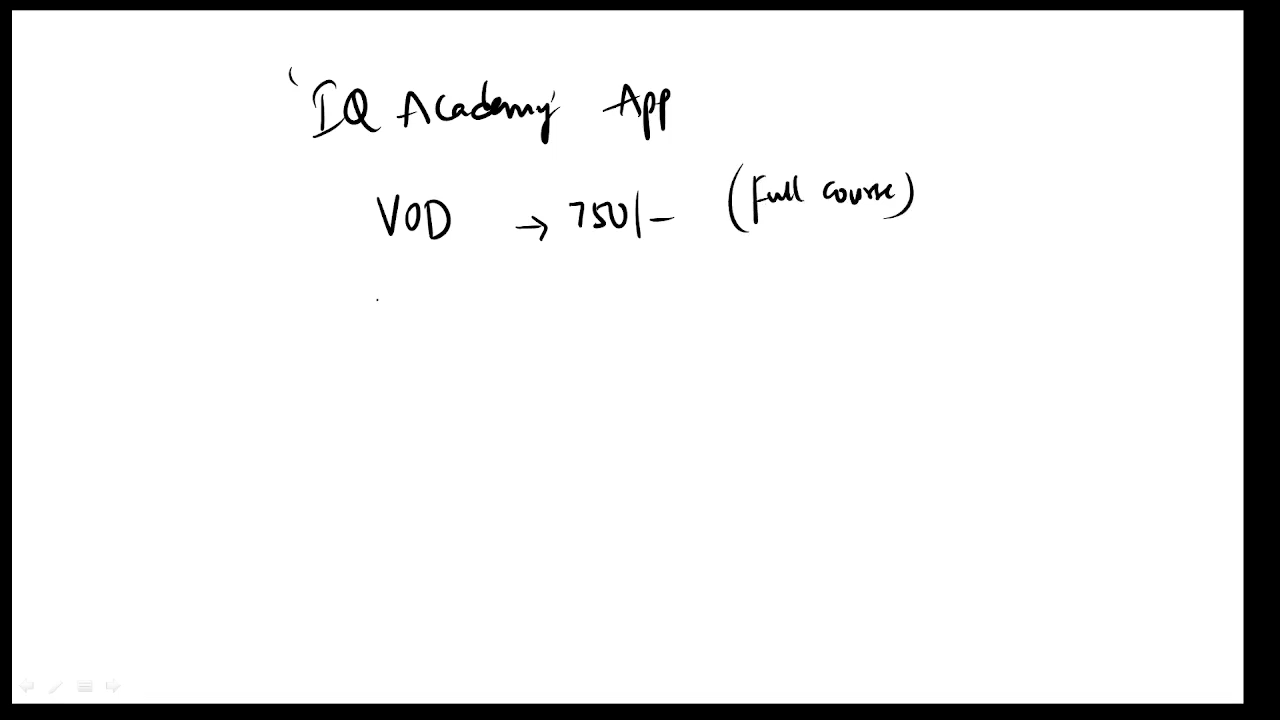 'IQ Academy' App
VOD → 750/- (Full course)